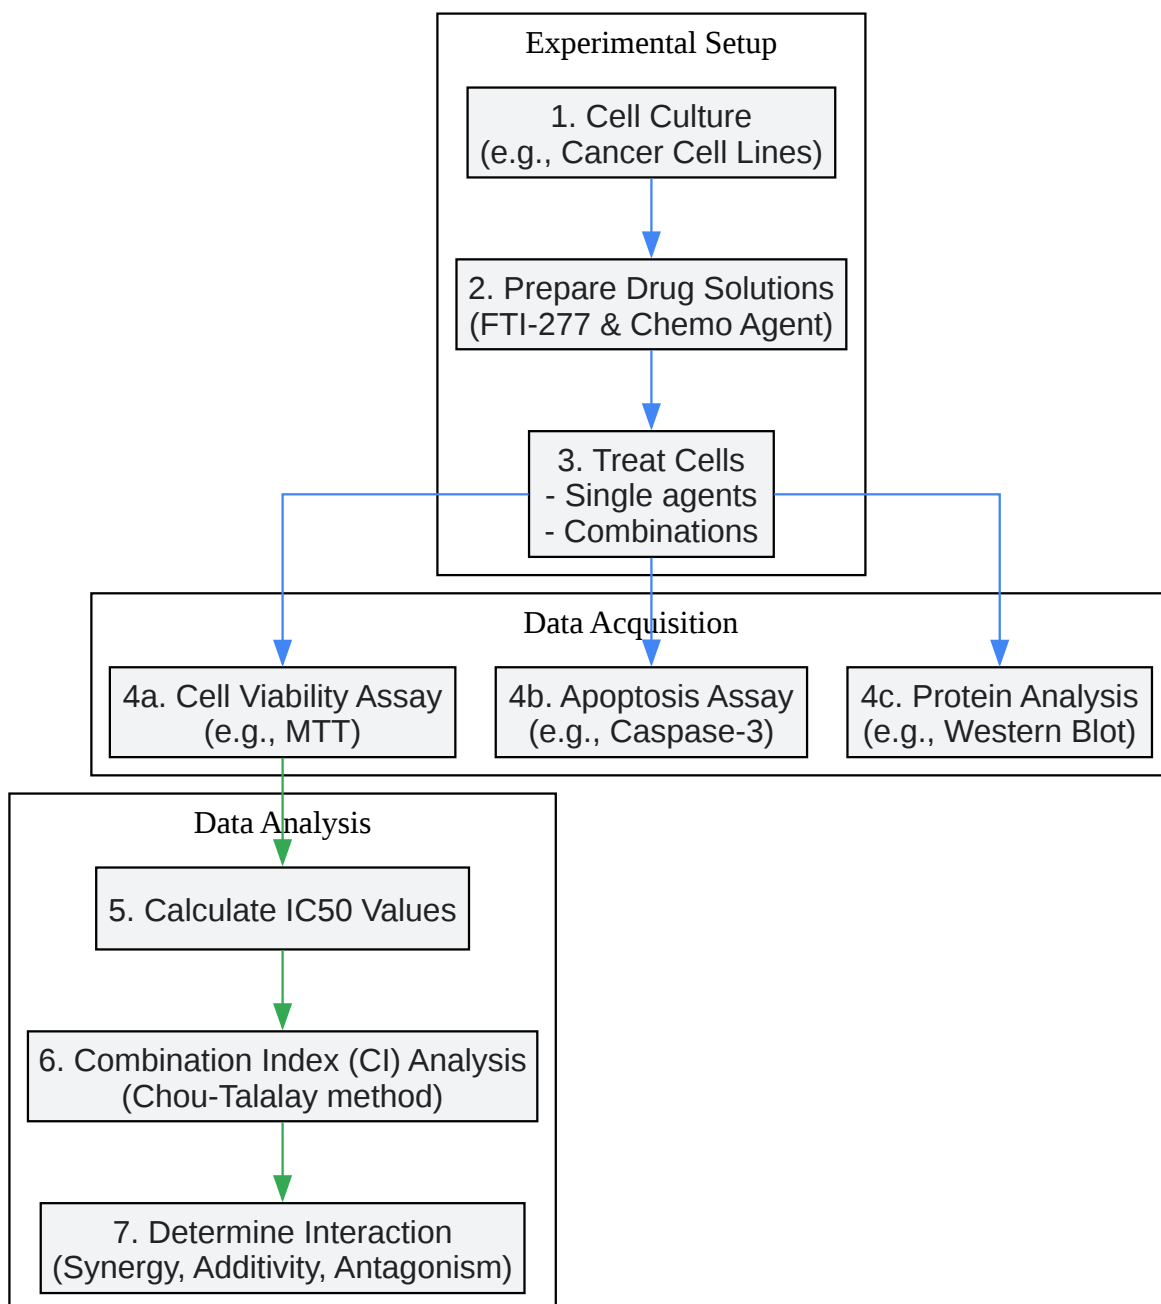 Experimental Setup
1. Cell Culture
(e.g., Cancer Cell Lines)
2. Prepare Drug Solutions
(FTI-277 & Chemo Agent)
3. Treat Cells
- Single agents
- Combinations
Data Acquisition
4a. Cell Viability Assay
(e.g., MTT)
4b. Apoptosis Assay
(e.g., Caspase-3)
4c. Protein Analysis
(e.g., Western Blot)
Data Analysis
5. Calculate IC50 Values
6. Combination Index (CI) Analysis
(Chou-Talalay method)
7. Determine Interaction
(Synergy, Additivity, Antagonism)